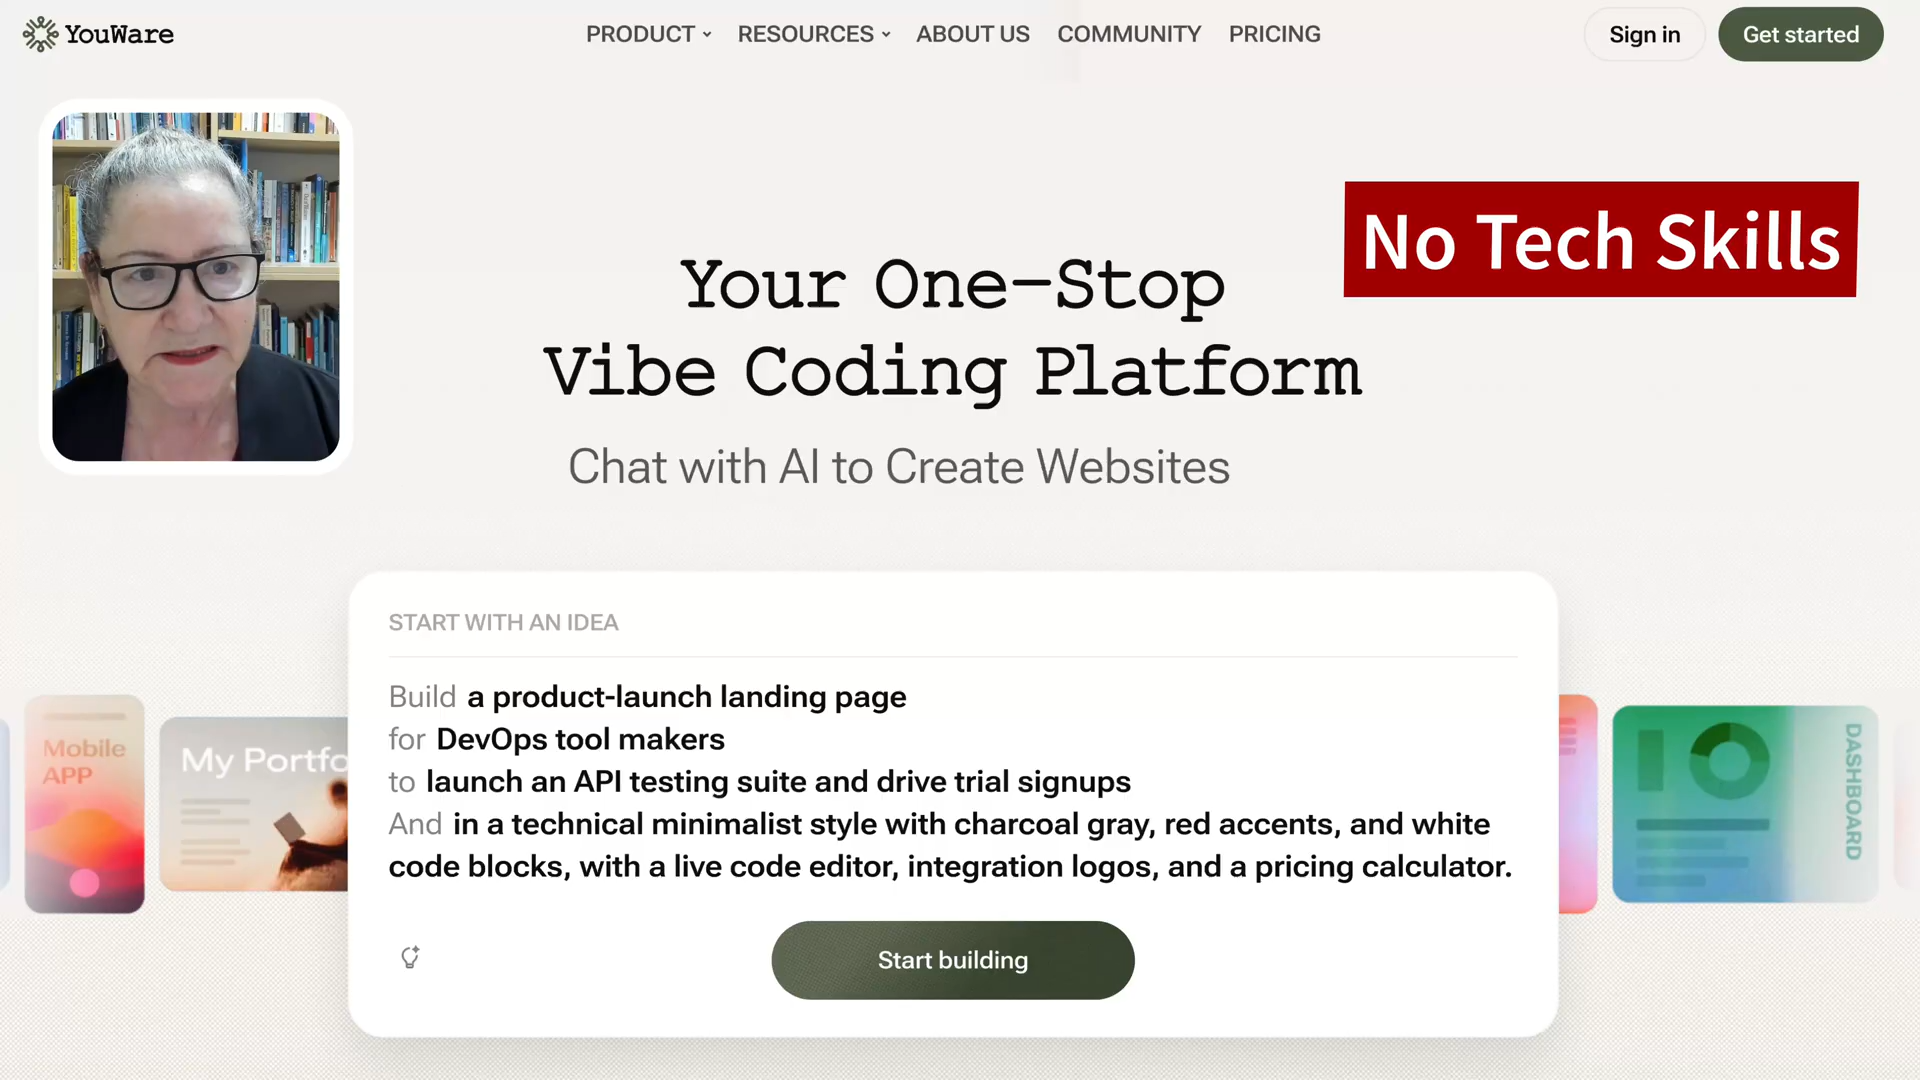 YouWare
PRODUCT
RESOURCES
ABOUT US
COMMUNITY
PRICING
Sign in
Get started
No Tech Skills
Your One-Stop
Vibe Coding Platform
Chat with AI to Create Websites
START WITH AN IDEA
Build a product-launch landing page
for DevOps tool makers
to launch an API testing suite and drive trial signups
And in a technical minimalist style with charcoal gray, red accents, and white
code blocks, with a live code editor, integration logos, and a pricing calculator.
Start building
Mobile
APP
My Portfo
DASHBOARD